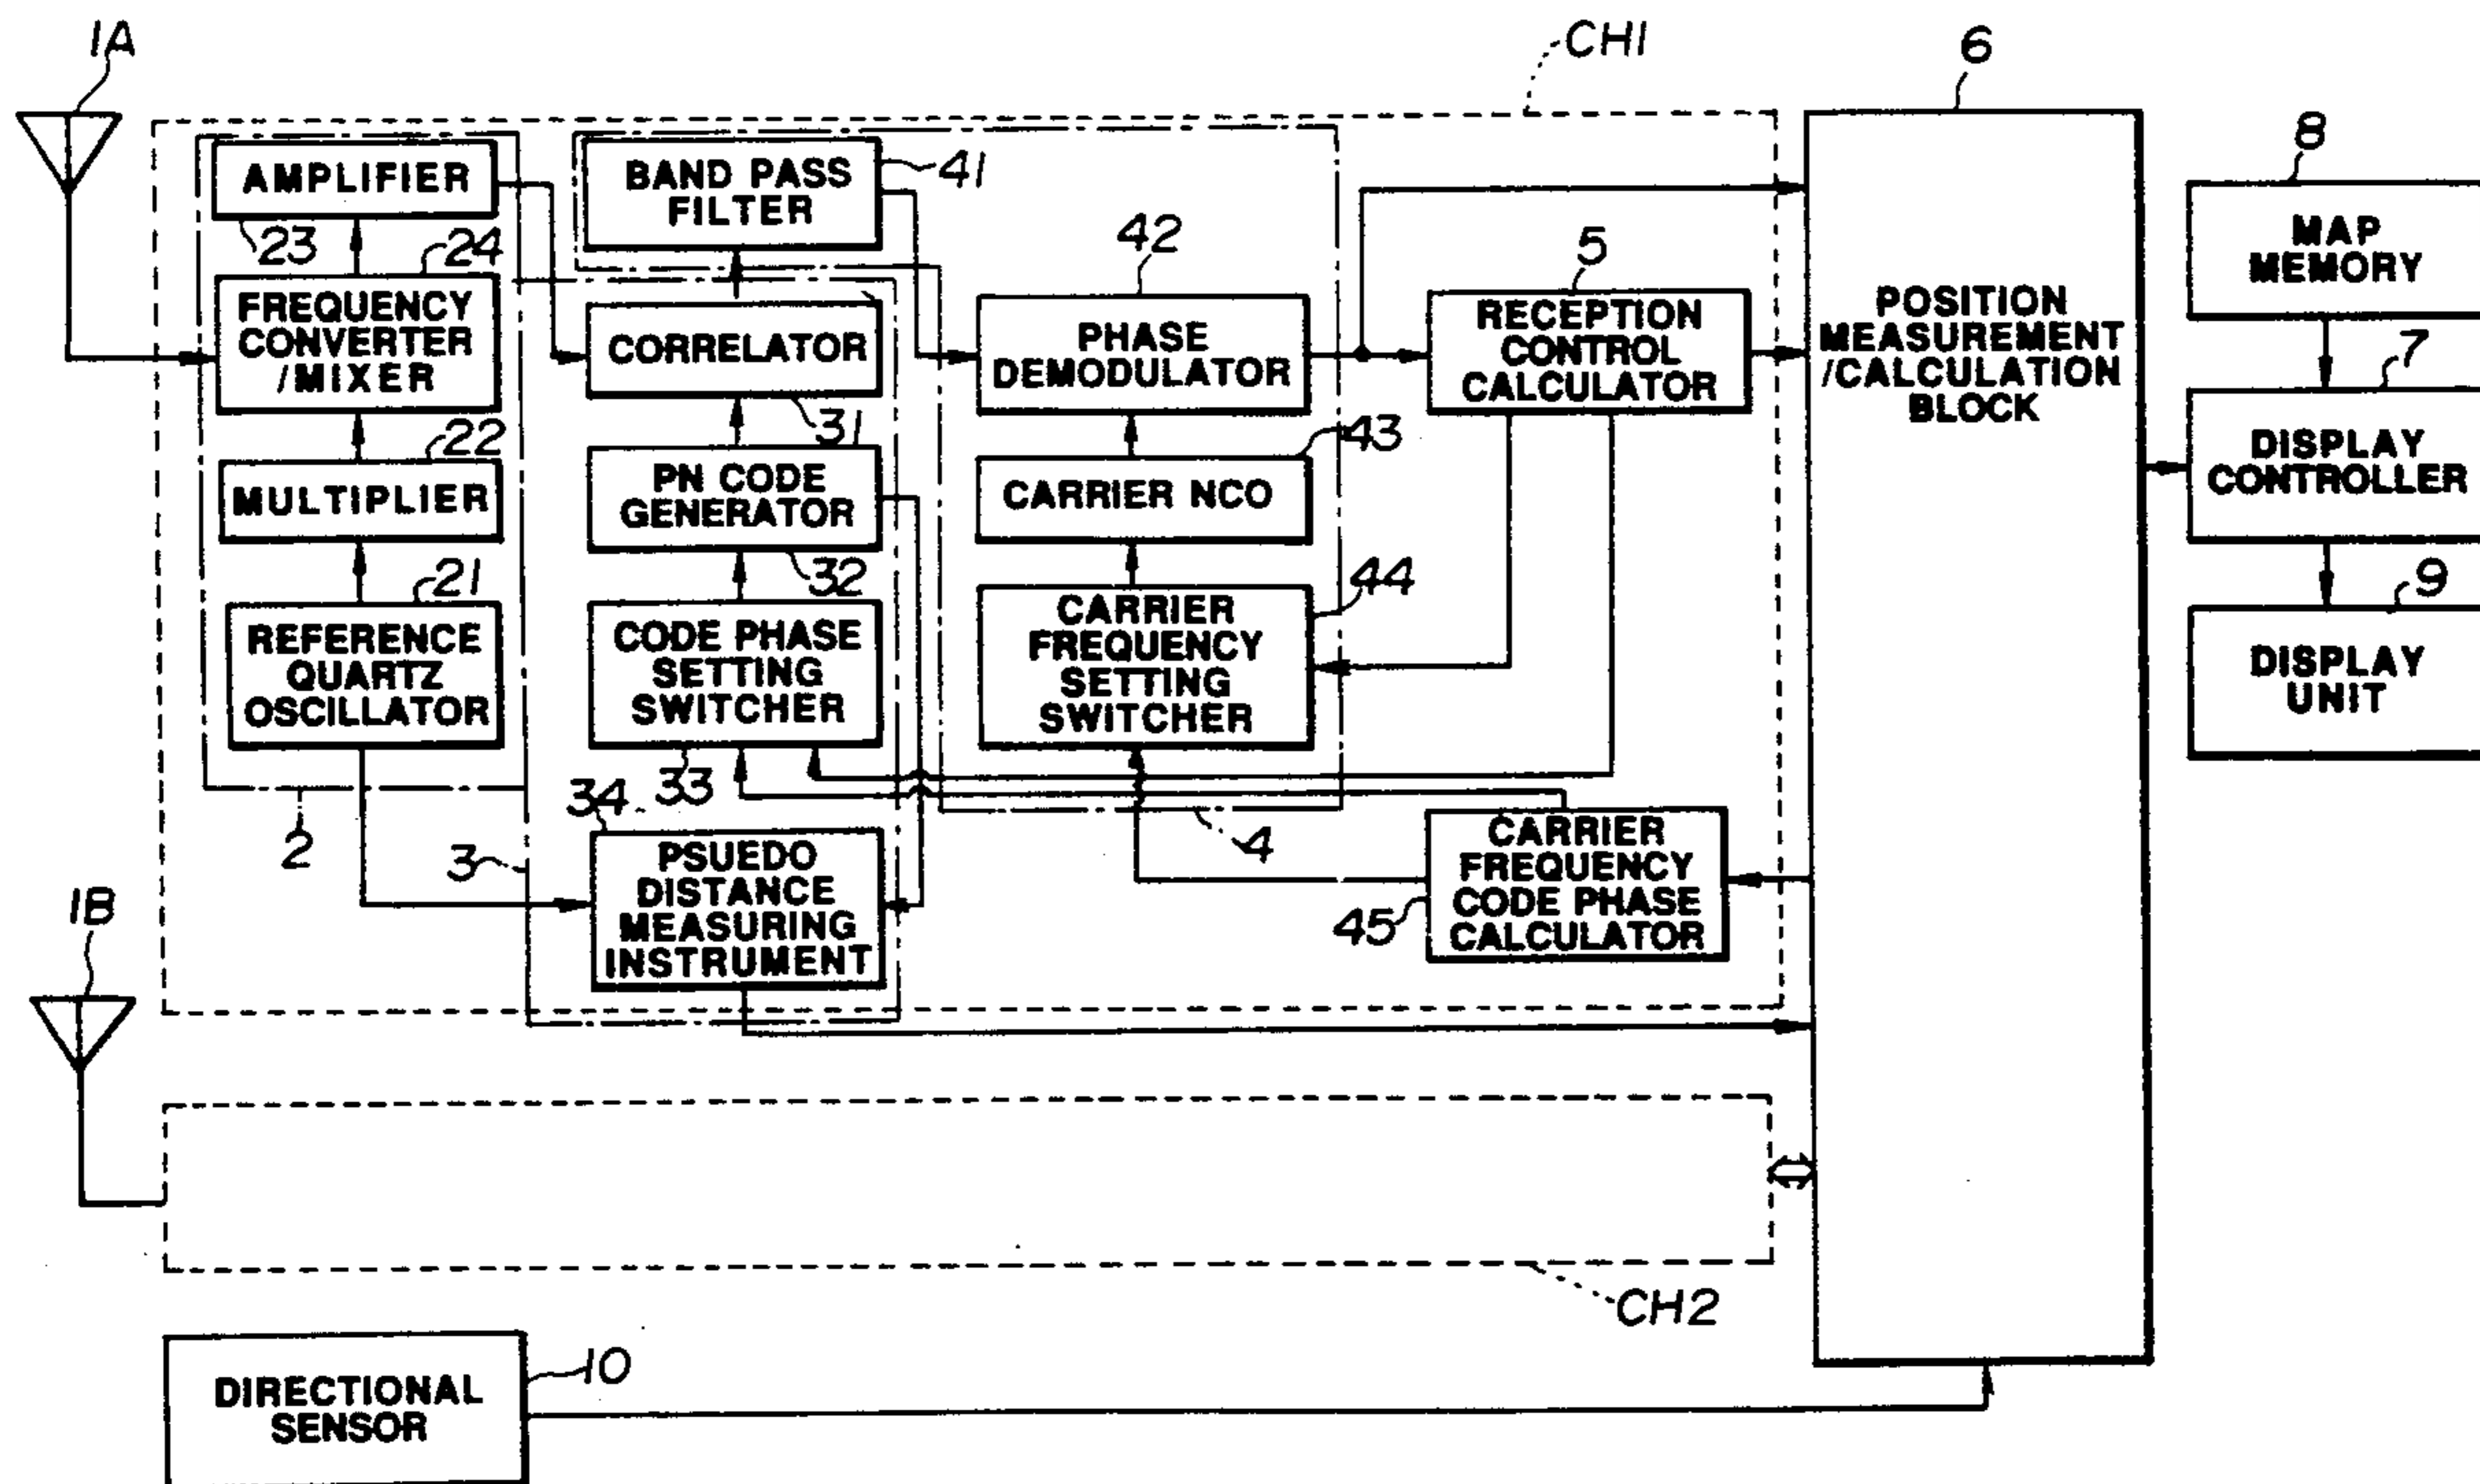 1A
CH1
6
8
AMPLIFIER
23
24
FREQUENCY
CONVERTER
/MIXER
22
MULTIPLIER
21
REFERENCE
QUARTZ
OSCILLATOR
2
BAND PASS
FILTER
41
CORRELATOR
31
PN CODE
GENERATOR
32
CODE PHASE
SETTING
SWITCHER
33
34
3
PSUEDO
DISTANCE
MEASURING
INSTRUMENT
42
PHASE
DEMODULATOR
43
CARRIER NCO
44
CARRIER
FREQUENCY
SETTING
SWITCHER
4
5
RECEPTION
CONTROL
CALCULATOR
CARRIER
FREQUENCY
CODE PHASE
CALCULATOR
45
POSITION
MEASUREMENT
/CALCULATION
BLOCK
MAP
MEMORY
7
DISPLAY
CONTROLLER
9
DISPLAY
UNIT
1B
CH2
10
DIRECTIONAL
SENSOR